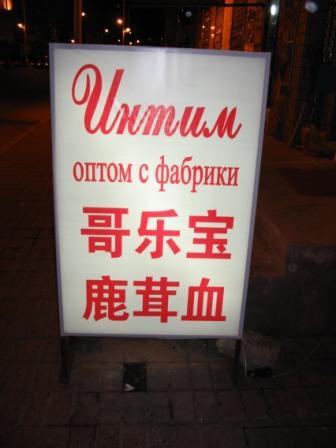 Интим
оптом с фабрики
哥乐宝
鹿茸血